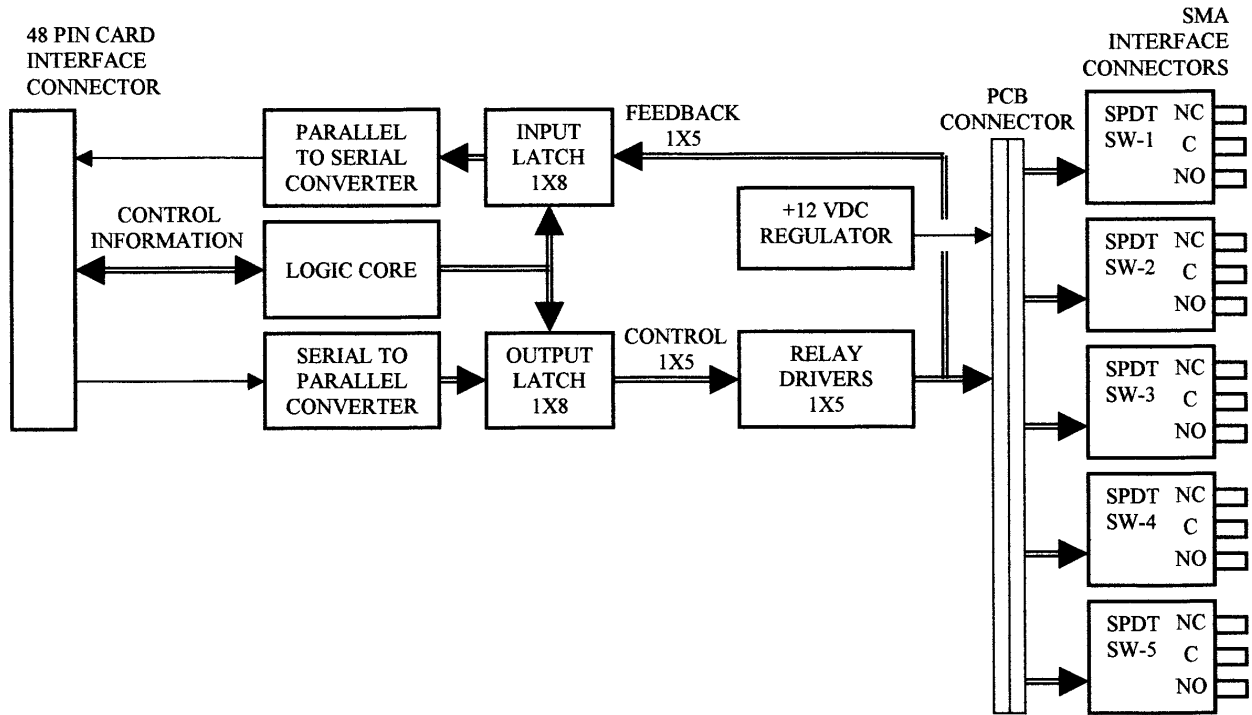 48 PIN CARD
INTERFACE
CONNECTOR
PARALLEL
TO SERIAL
CONVERTER
INPUT
LATCH
1X8
FEEDBACK
1X5
CONTROL
INFORMATION
LOGIC CORE
+12 VDC
REGULATOR
SERIAL TO
PARALLEL
CONVERTER
OUTPUT
LATCH
1X8
CONTROL
1X5
RELAY
DRIVERS
1X5
PCB
CONNECTOR
SMA
INTERFACE
CONNECTORS
SPDT NC
SW-1 C
NO
SPDT NC
SW-2 C
NO
SPDT NC
SW-3 C
NO
SPDT NC
SW-4 C
NO
SPDT NC
SW-5 C
NO